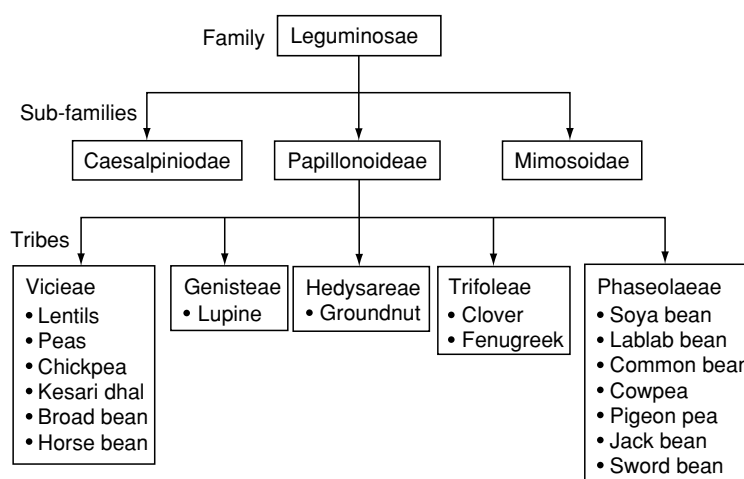 Family
Leguminosae
Sub-families
Caesalpiniodae
Papillonoideae
Mimosoidae
Tribes
Vicieae
• Lentils
• Peas
• Chickpea
• Kesari dhal
• Broad bean
• Horse bean
Genisteae
• Lupine
Hedysareae
• Groundnut
Trifoleae
• Clover
• Fenugreek
Phaseolaeae
• Soya bean
• Lablab bean
• Common bean
• Cowpea
• Pigeon pea
• Jack bean
• Sword bean